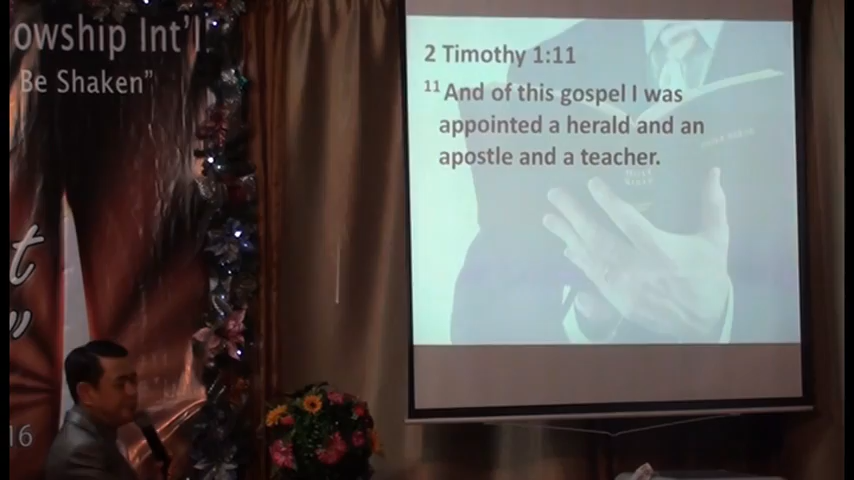 owship Int'l
Be Shaken”
t
”
16
2 Timothy 1:11
11 And of this gospel I was
appointed a herald and an
apostle and a teacher.